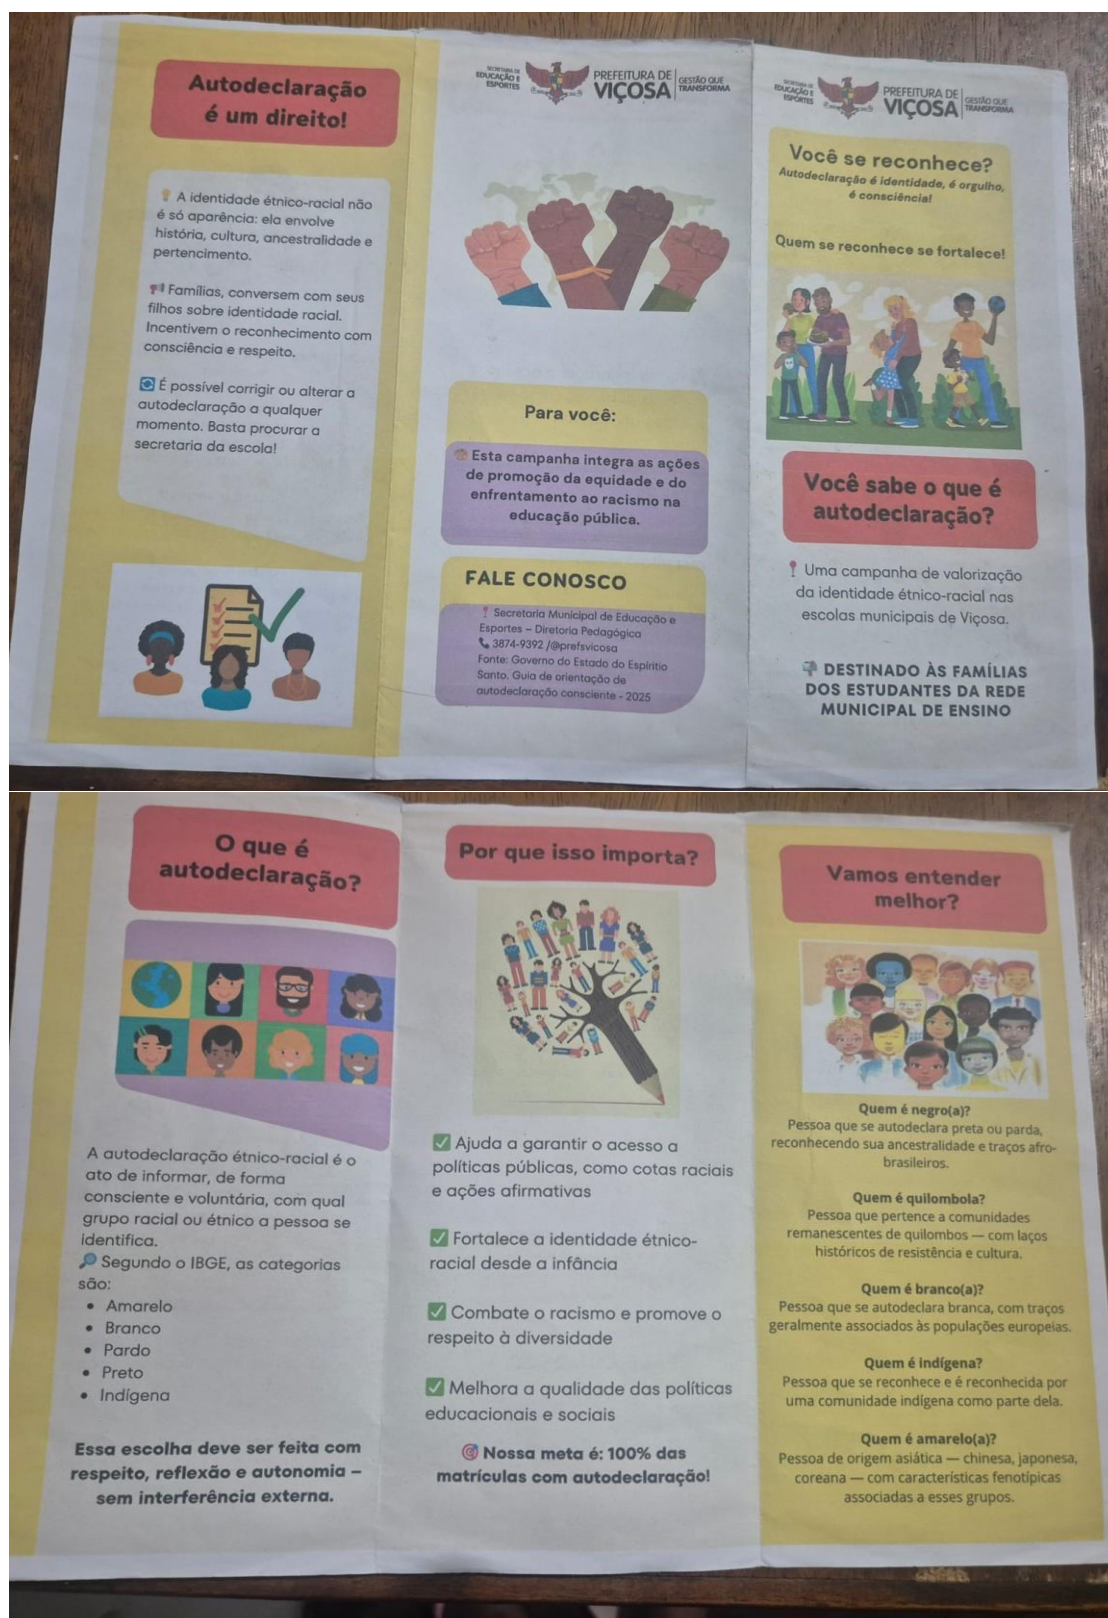 Autodeclaração
é um direito!
A identidade étnico-racial não
é só aparência: ela envolve
história, cultura, ancestralidade e
pertencimento.
Famílias, conversem com seus
filhos sobre identidade racial.
Incentivem o reconhecimento com
consciência e respeito.
É possível corrigir ou alterar a
autodeclaração a qualquer
momento. Basta procurar a
secretaria da escola!
SECRETARIA DE
EDUCAÇÃO E
ESPORTES
PREFEITURA DE
VIÇOSA
GESTÃO QUE
TRANSFORMA
Para você:
Esta campanha integra as ações
de promoção da equidade e do
enfrentamento ao racismo na
educação pública.
FALE CONOSCO
Secretaria Municipal de Educação e
Esportes – Diretoria Pedagógica
3874-9392 /@prefsvicosa
Fonte: Governo do Estado do Espiritio
Santo. Guia de orientação de
autodeclaração consciente - 2025
SECRETARIA DE
EDUCAÇÃO E
ESPORTES
PREFEITURA DE
VIÇOSA
GESTÃO QUE
TRANSFORMA
Você se reconhece?
Autodeclaração é identidade, é orgulho,
é consciência!
Quem se reconhece se fortalece!
Você sabe o que é
autodeclaração?
Uma campanha de valorização
da identidade étnico-racial nas
escolas municipais de Viçosa.
DESTINADO ÀS FAMÍLIAS
DOS ESTUDANTES DA REDE
MUNICIPAL DE ENSINO
O que é
autodeclaração?
A autodeclaração étnico-racial é o
ato de informar, de forma
consciente e voluntária, com qual
grupo racial ou étnico a pessoa se
identifica.
Segundo o IBGE, as categorias
são:
• Amarelo
• Branco
• Pardo
• Preto
• Indígena
Essa escolha deve ser feita com
respeito, reflexão e autonomia –
sem interferência externa.
Por que isso importa?
Ajuda a garantir o acesso a
políticas públicas, como cotas raciais
e ações afirmativas
Fortalece a identidade étnico-
racial desde a infância
Combate o racismo e promove o
respeito à diversidade
Melhora a qualidade das políticas
educacionais e sociais
Nossa meta é: 100% das
matrículas com autodeclaração!
Vamos entender
melhor?
Quem é negro(a)?
Pessoa que se autodeclara preta ou parda,
reconhecendo sua ancestralidade e traços afro-
brasileiros.
Quem é quilombola?
Pessoa que pertence a comunidades
remanescentes de quilombos — com laços
históricos de resistência e cultura.
Quem é branco(a)?
Pessoa que se autodeclara branca, com traços
geralmente associados às populações europeias.
Quem é indígena?
Pessoa que se reconhece e é reconhecida por
uma comunidade indígena como parte dela.
Quem é amarelo(a)?
Pessoa de origem asiática — chinesa, japonesa,
coreana — com características fenotípicas
associadas a esses grupos.